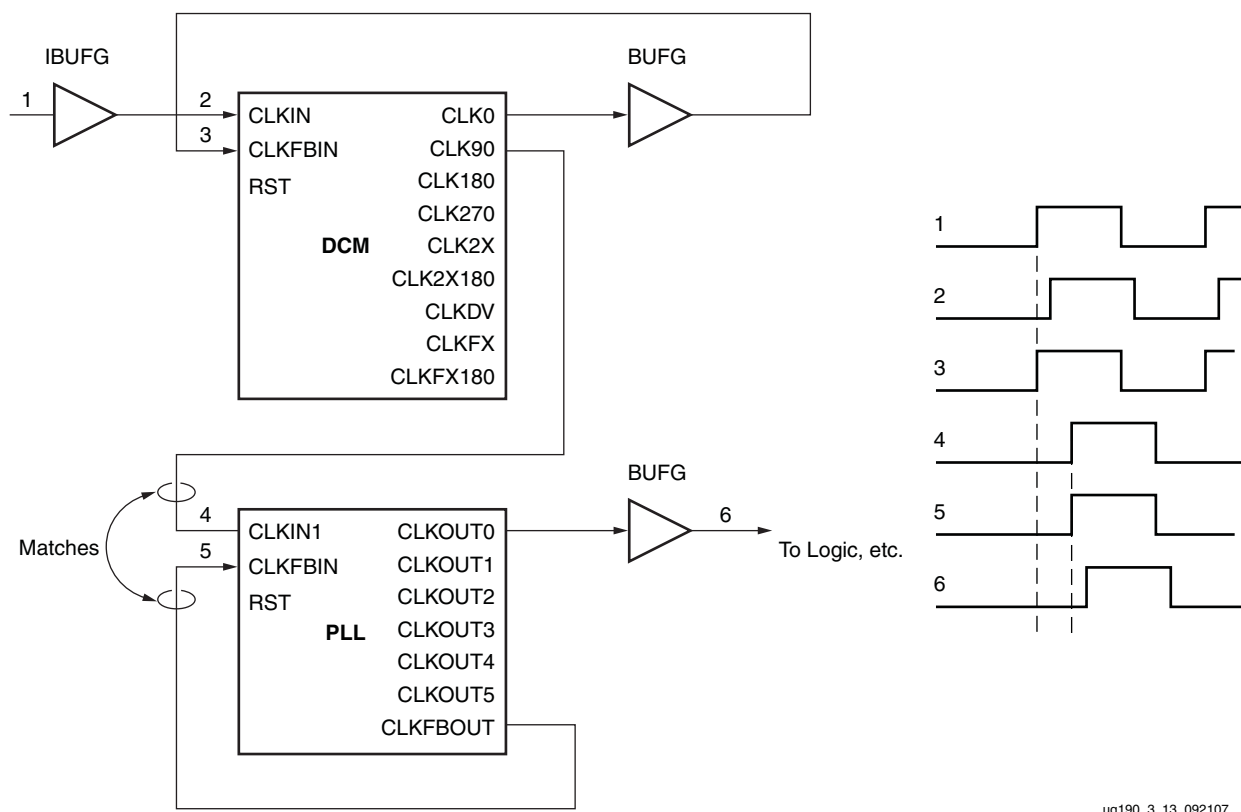 IBUFG
BUFG
1
2
3
CLKIN
CLKFBIN
RST
DCM
CLK0
CLK90
CLK180
CLK270
CLK2X
CLK2X180
CLKDV
CLKFX
CLKFX180
Matches
4
5
CLKIN1
CLKFBIN
RST
PLL
CLKOUT0
CLKOUT1
CLKOUT2
CLKOUT3
CLKOUT4
CLKOUT5
CLKFBOUT
BUFG
6
To Logic, etc.
1
2
3
4
5
6
ug190_3_13_092107